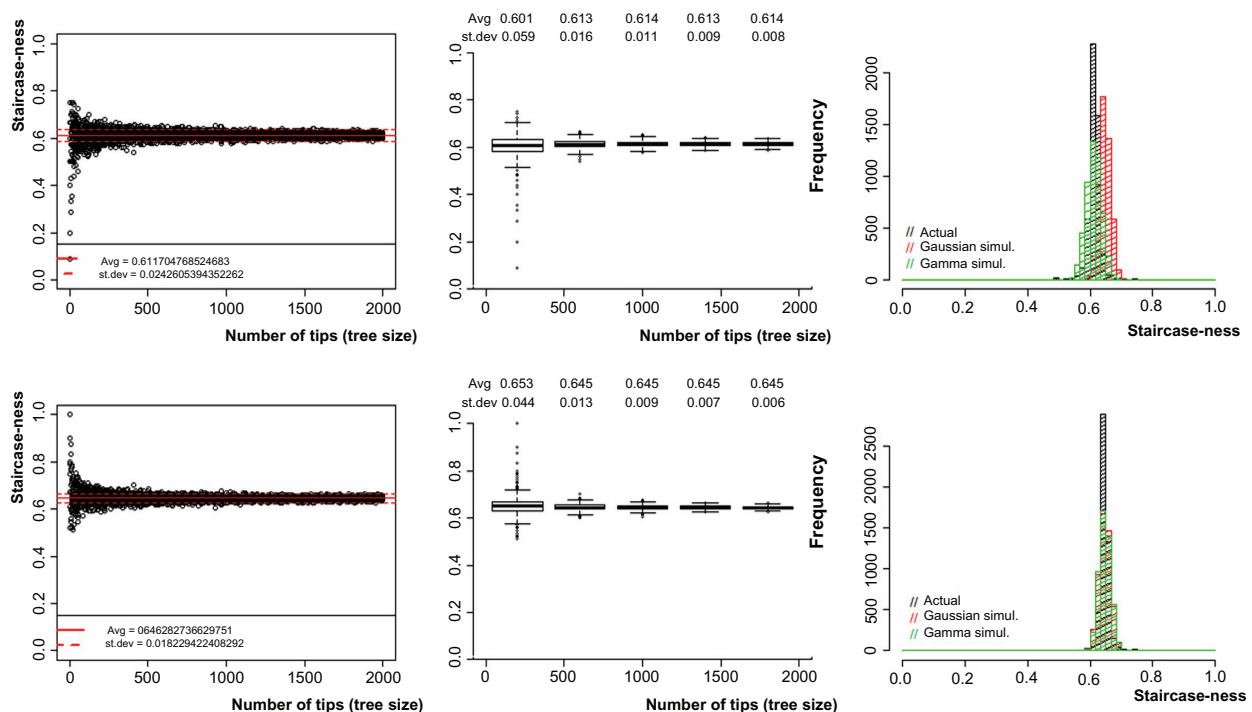 Avg 0.601 0.613 0.614 0.613 0.614
st.dev 0.059 0.016 0.011 0.009 0.008
Staircase-ness
0.0 0.2 0.4 0.6 0.8 1.0
Avg = 0.611704768524683
st.dev = 0.0242605394352262
0 500 1000 1500 2000
Number of tips (tree size)
0.0 0.2 0.4 0.6 0.8 1.0
0 500 1000 1500 2000
Number of tips (tree size)
Frequency
0 500 1000 1500 2000
// Actual
// Gaussian simul.
// Gamma simul.
0.0 0.2 0.4 0.6 0.8 1.0
Staircase-ness
Avg 0.653 0.645 0.645 0.645 0.645
st.dev 0.044 0.013 0.009 0.007 0.006
Staircase-ness
0.0 0.2 0.4 0.6 0.8 1.0
Avg = 0646282736629751
st.dev = 0.018229422408292
0 500 1000 1500 2000
Number of tips (tree size)
0.0 0.2 0.4 0.6 0.8 1.0
0 500 1000 1500 2000
Number of tips (tree size)
Frequency
0 500 1000 1500 2000 2500
// Actual
// Gaussian simul.
// Gamma simul.
0.0 0.2 0.4 0.6 0.8 1.0
Staircase-ness